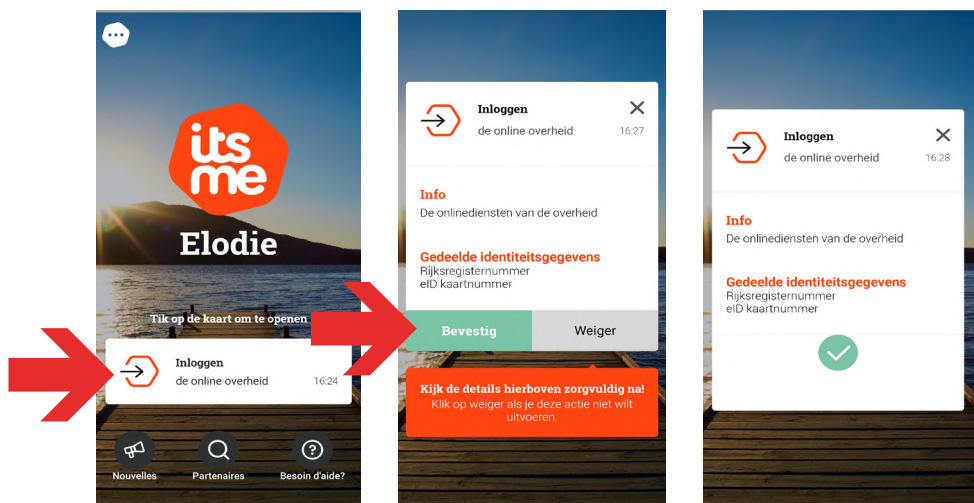 its
me
Elodie
Tik op de kaart om te openen
Inloggen
de online overheid 16:24
Nouvelles Partenaires Besoin d'aide?
Inloggen
de online overheid 16:27
Info
De onlinediensten van de overheid
Gedeelde identiteitsgegevens
Rijksregisternummer
eID kaartnummer
Bevestig Weiger
Kijk de details hierboven zorgvuldig na!
Klik op weiger als je deze actie niet wilt
uitvoeren.
Inloggen
de online overheid 16:28
Info
De onlinediensten van de overheid
Gedeelde identiteitsgegevens
Rijksregisternummer
eID kaartnummer